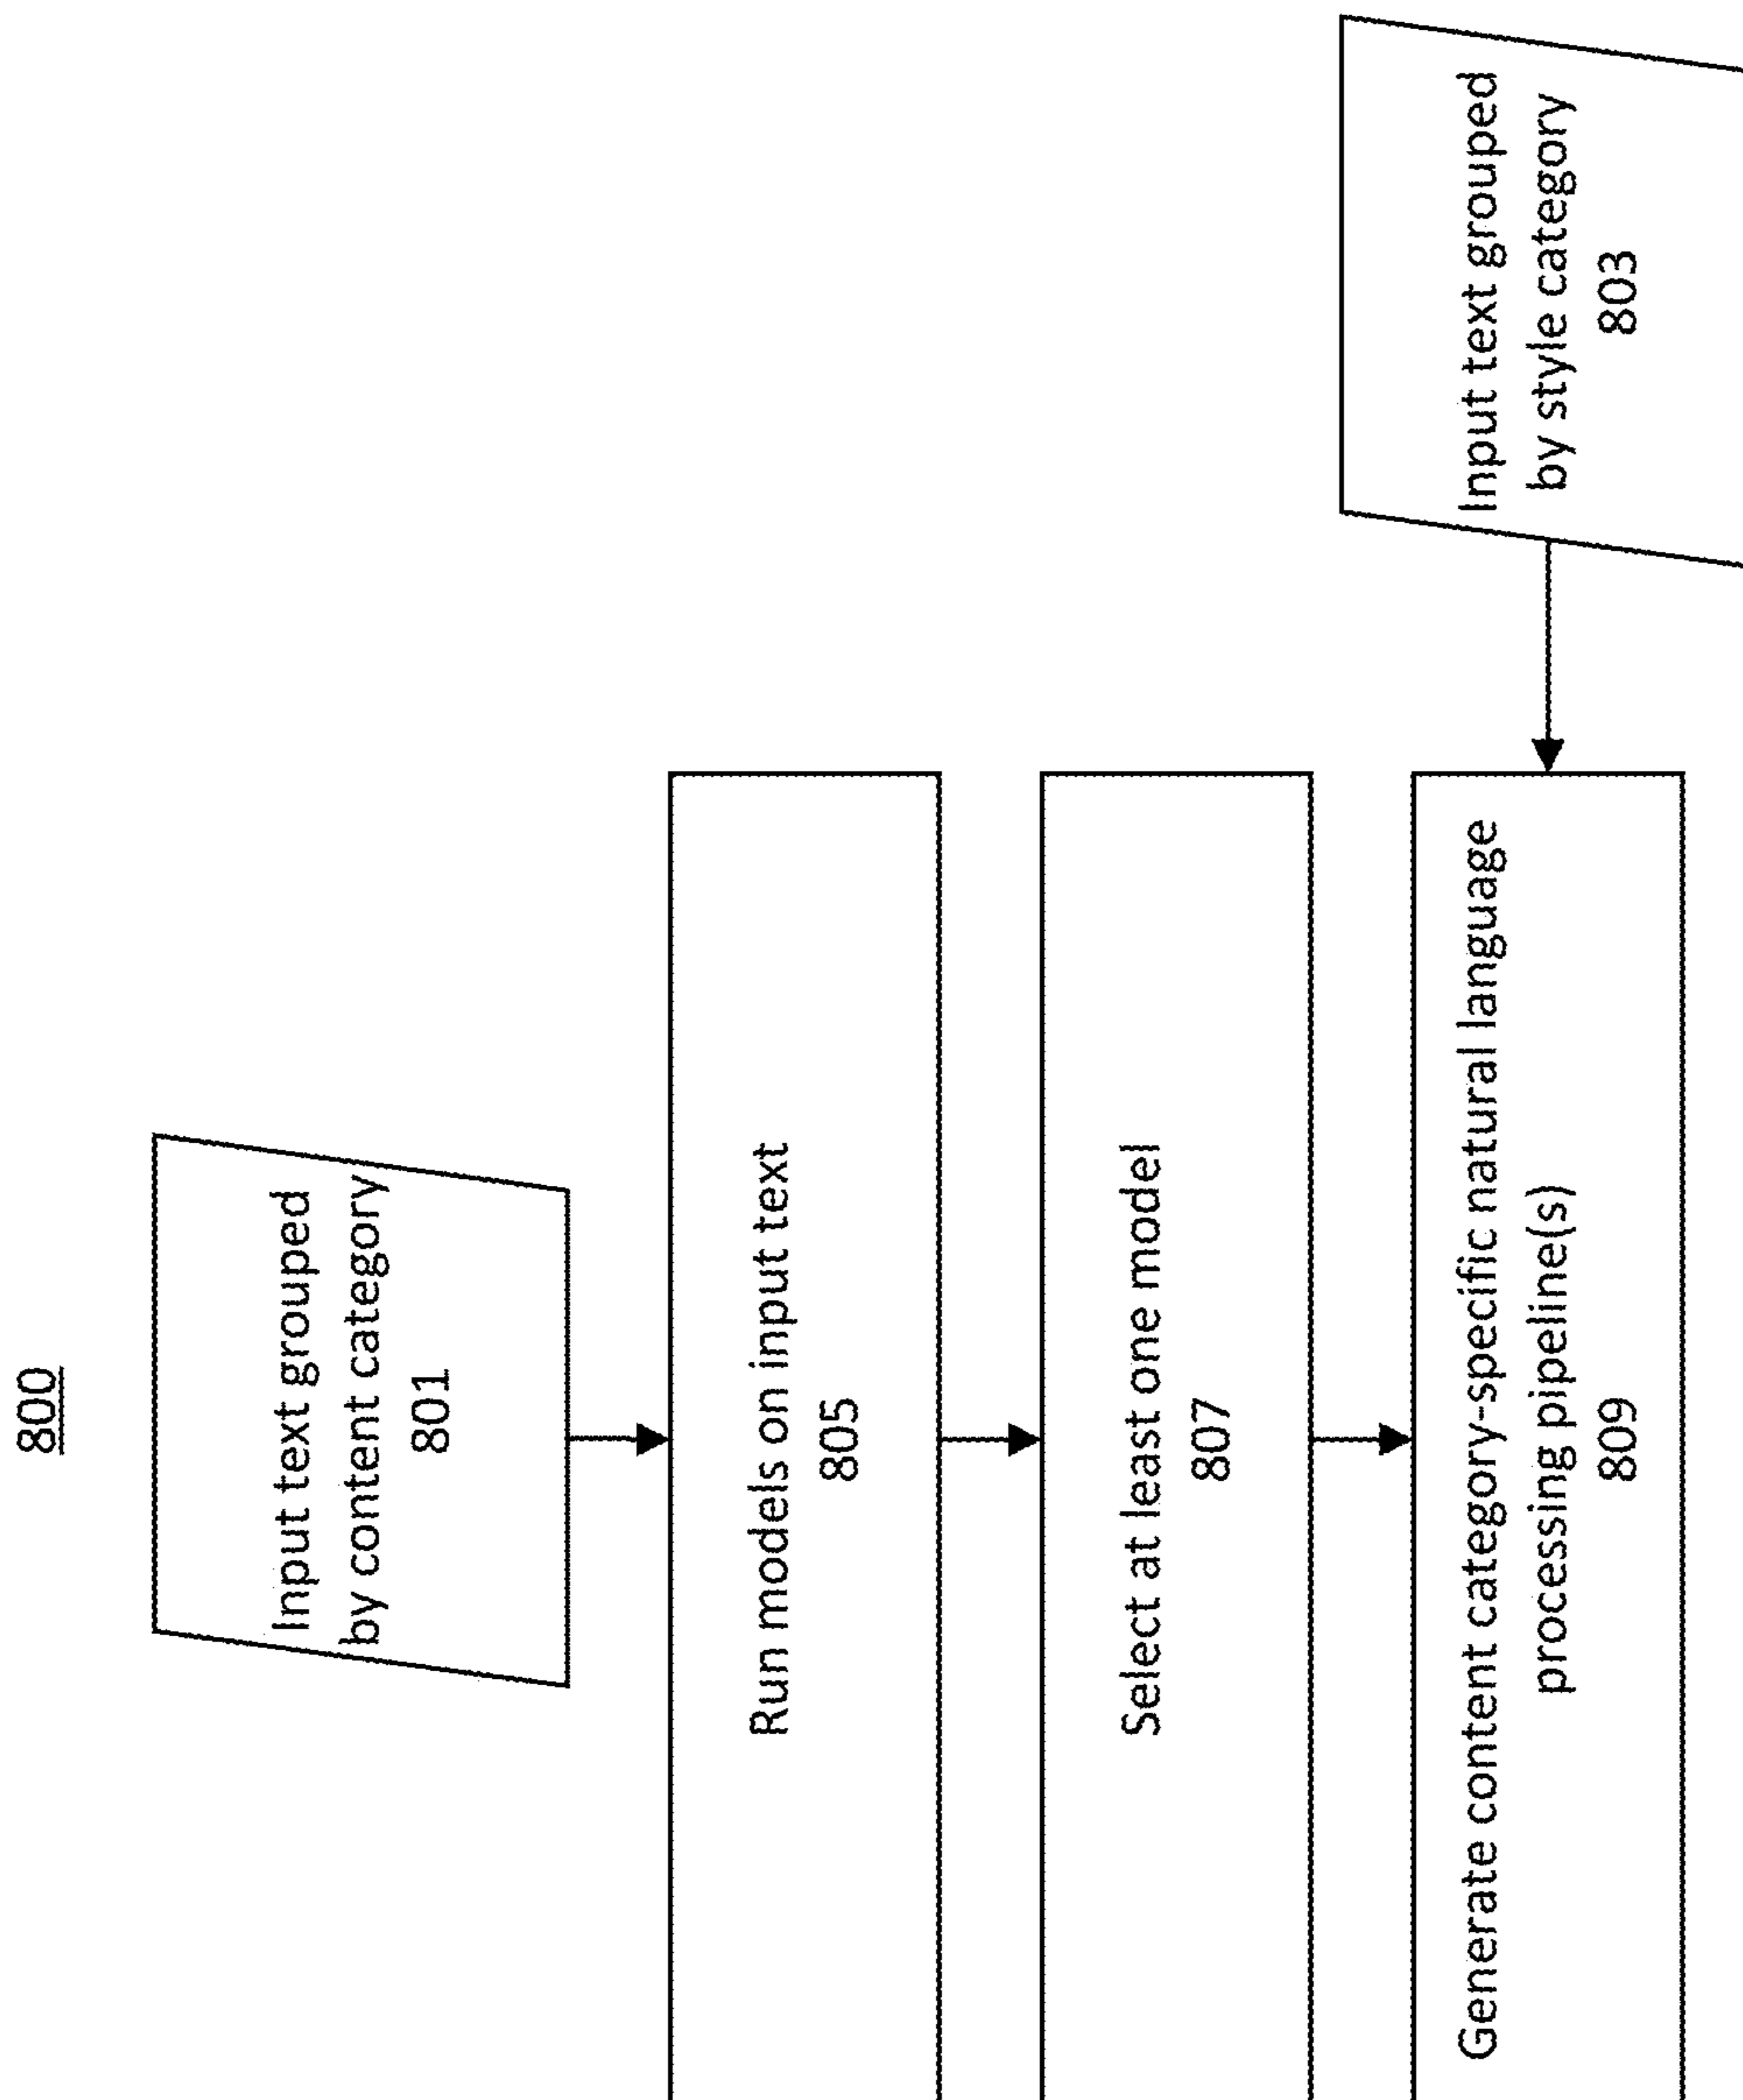 800
Input text grouped
by content category
801
Run models on input text
805
Select at least one model
807
Generate content category-specific natural language
processing pipeline(s)
809
Input text grouped
by style category
803